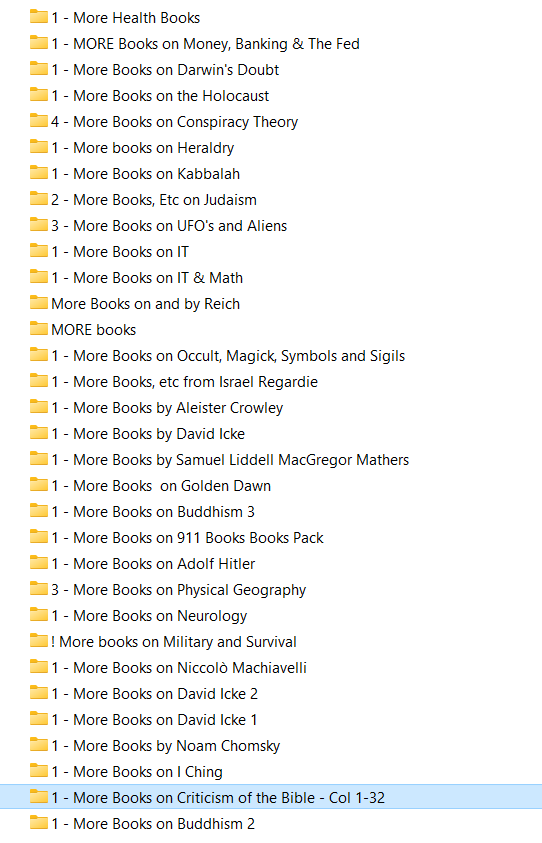 1 - More Health Books
1 - MORE Books on Money, Banking & The Fed
1 - More Books on Darwin's Doubt
1 - More Books on the Holocaust
4 - More Books on Conspiracy Theory
1 - More books on Heraldry
1 - More Books on Kabbalah
2 - More Books, Etc on Judaism
3 - More Books on UFO's and Aliens
1 - More Books on IT
1 - More Books on IT & Math
More Books on and by Reich
MORE books
1 - More Books on Occult, Magick, Symbols and Sigils
1 - More Books, etc from Israel Regardie
1 - More Books by Aleister Crowley
1 - More Books by David Icke
1 - More Books by Samuel Liddell MacGregor Mathers
1 - More Books  on Golden Dawn
1 - More Books on Buddhism 3
1 - More Books on 911 Books Books Pack
1 - More Books on Adolf Hitler
3 - More Books on Physical Geography
1 - More Books on Neurology
! More books on Military and Survival
1 - More Books on Niccolò Machiavelli
1 - More Books on David Icke 2
1 - More Books on David Icke 1
1 - More Books by Noam Chomsky
1 - More Books on I Ching
1 - More Books on Criticism of the Bible - Col 1-32
1 - More Books on Buddhism 2